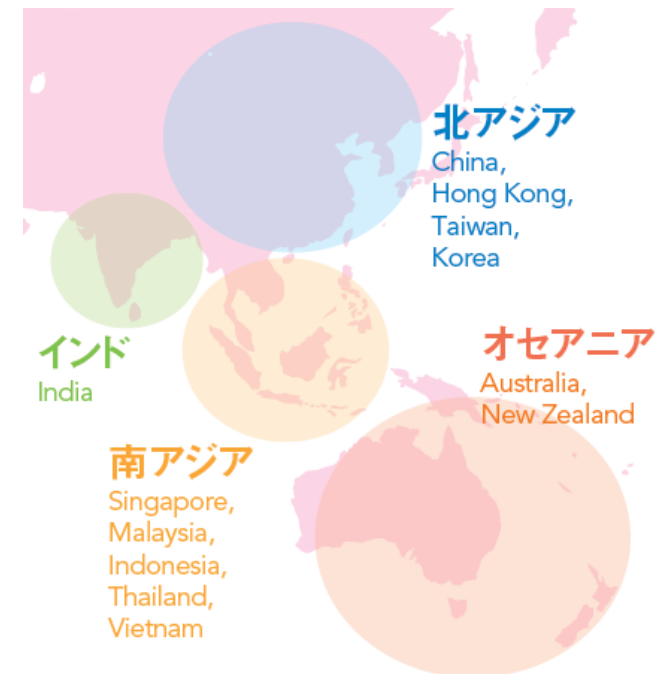 北アジア
China,
Hong Kong,
Taiwan,
Korea
インド
India
オセアニア
Australia,
New Zealand
南アジア
Singapore,
Malaysia,
Indonesia,
Thailand,
Vietnam